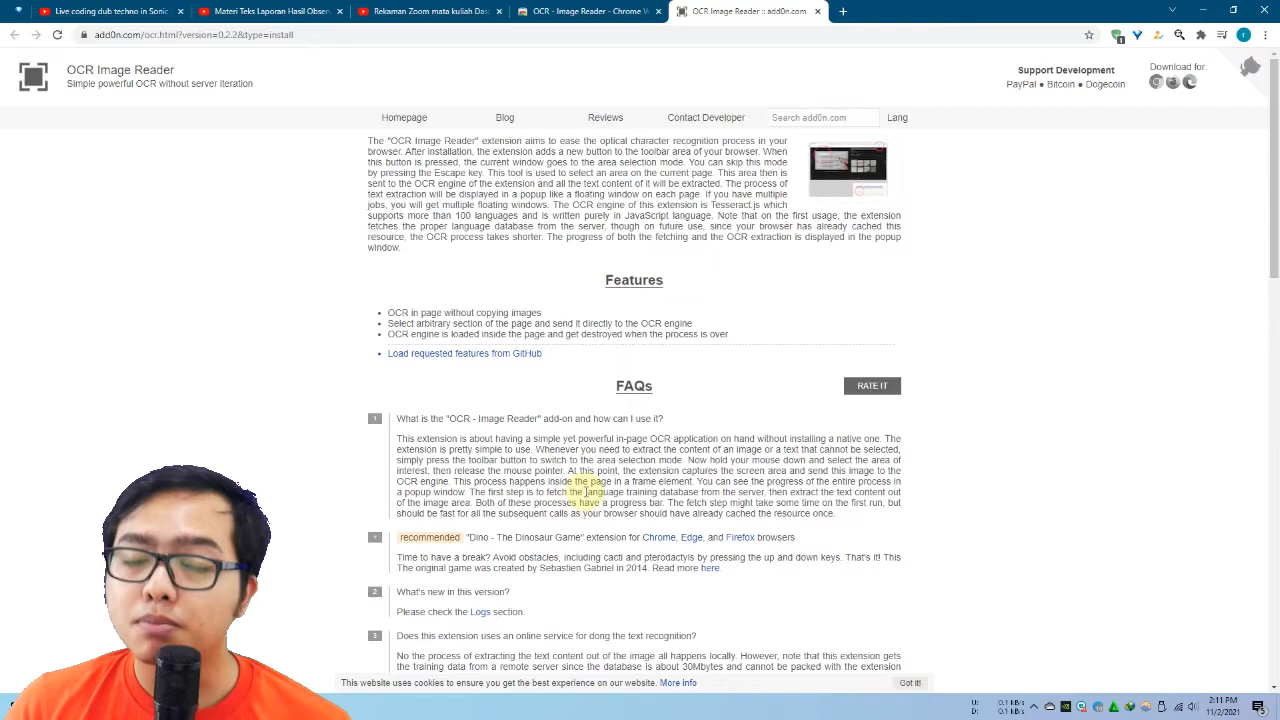 Live coding dub techno in Sonic
Materi Teks Laporan Hasil Observ
Rekaman Zoom mata kuliah Das
OCR - Image Reader - Chrome W
OCR Image Reader :: add0n.com
add0n.com/ocr.html?version=0.2.2&type=install
OCR Image Reader
Simple powerful OCR without server iteration
Support Development
PayPal ● Bitcoin ● Dogecoin
Download for:
Homepage
Blog
Reviews
Contact Developer
Search add0n.com
Lang
The "OCR Image Reader" extension aims to ease the optical character recognition process in your
browser. After installation, the extension adds a new button to the toolbar area of your browser. When
this button is pressed, the current window goes to the area selection mode. You can skip this mode
by pressing the Escape key. This tool is used to select an area on the current page. This area then is
sent to the OCR engine of the extension and all the text content of it will be extracted. The process of
text extraction will be displayed in a popup like a floating window on each page. If you have multiple
jobs, you will get multiple floating windows. The OCR engine of this extension is Tesseract.js which
supports more than 100 languages and is written purely in JavaScript language. Note that on the first usage, the extension
fetches the proper language database from the server, though on future use, since your browser has already cached this
resource, the OCR process takes shorter. The progress of both the fetching and the OCR extraction is displayed in the popup
window.
Features
OCR in page without copying images
Select arbitrary section of the page and send it directly to the OCR engine
OCR engine is loaded inside the page and get destroyed when the process is over
Load requested features from GitHub
FAQs
RATE IT
1 What is the "OCR - Image Reader" add-on and how can I use it?
This extension is about having a simple yet powerful in-page OCR application on hand without installing a native one. The
extension is pretty simple to use. Whenever you need to extract the content of an image or a text that cannot be selected,
simply press the toolbar button to switch to the area selection mode. Now hold your mouse down and select the area of
interest, then release the mouse pointer. At this point, the extension captures the screen area and send this image to the
OCR engine. This process happens inside the page in a frame element. You can see the progress of the entire process in
a popup window. The first step is to fetch the language training database from the server, then extract the text content out
of the image area. Both of these processes have a progress bar. The fetch step might take some time on the first run, but
should be fast for all the subsequent calls as your browser should have already cached the resource once.
recommended "Dino - The Dinosaur Game" extension for Chrome, Edge, and Firefox browsers
Time to have a break? Avoid obstacles, including cacti and pterodactyls by pressing the up and down keys. That's it! This
The original game was created by Sebastien Gabriel in 2014. Read more here.
2 What's new in this version?
Please check the Logs section.
3 Does this extension uses an online service for dong the text recognition?
No the process of extracting the text content out of the image all happens locally. However, note that this extension gets
the training data from a remote server since the database is about 30Mbytes and cannot be packed with the extension
This website uses cookies to ensure you get the best experience on our website. More info
Got it!
U: 0.1 kB/s
D: 0.1 kB/s
2:11 PM
11/2/2021